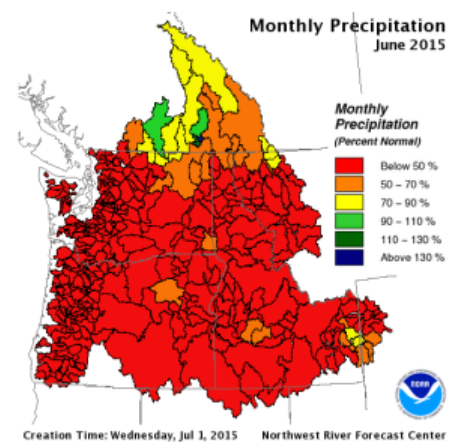 Monthly Precipitation
June 2015
Monthly
Precipitation
(Percent Normal)
Below 50 %
50 - 70 %
70 - 90 %
90 - 110 %
110 - 130 %
Above 130 %
NOAA
Creation Time: Wednesday, Jul 1, 2015 Northwest River Forecast Center